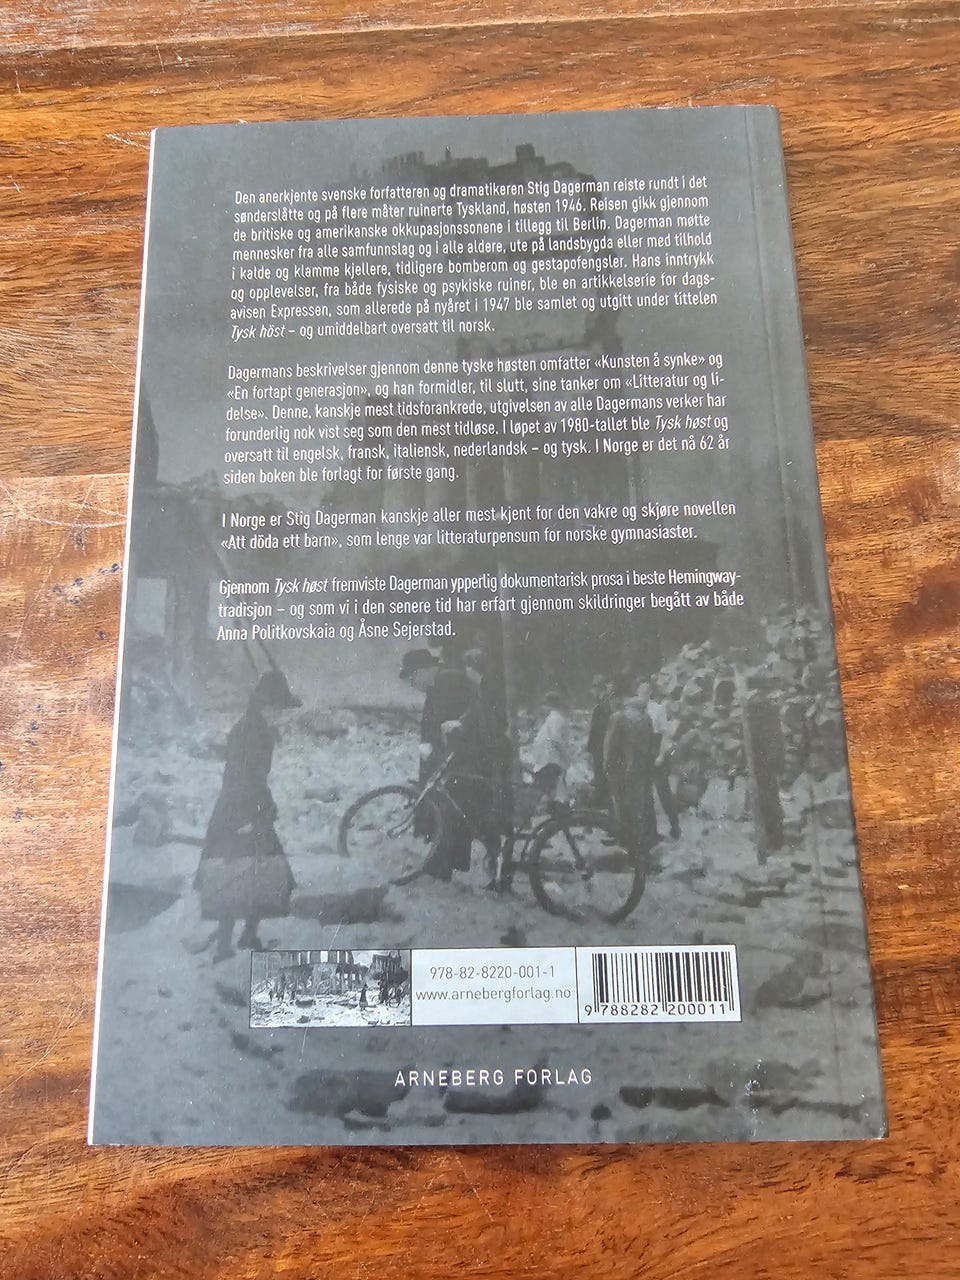 Den anerkjente svenske forfatteren og dramatikeren Stig Dagerman reiste rundt i det
sønderslåtte og på flere måter ruinerte Tyskland, høsten 1946. Reisen gikk gjennom
de britiske og amerikanske okkupasjonssonene i tillegg til Berlin. Dagerman møtte
mennesker fra alle samfunnslag og i alle aldere, ute på landsbygda eller med tilhold
i kalde og klamme kjellere, tidligere bomberom og gestapofengsler. Hans inntrykk
og opplevelser, fra både fysiske og psykiske ruiner, ble en artikkelserie for dags-
avisen Expressen, som allerede på nyåret i 1947 ble samlet og utgitt under tittelen
Tysk höst – og umiddelbart oversatt til norsk.
Dagermans beskrivelser gjennom denne tyske høsten omfatter «Kunsten å synke» og
«En fortapt generasjon», og han formidler, til slutt, sine tanker om «Litteratur og li-
delse». Denne, kanskje mest tidsforankrede, utgivelsen av alle Dagermans verker har
forunderlig nok vist seg som den mest tidløse. I løpet av 1980-tallet ble Tysk høst og
oversatt til engelsk, fransk, italiensk, nederlandsk – og tysk. I Norge er det nå 62 år
siden boken ble forlagt for første gang.
I Norge er Stig Dagerman kanskje aller mest kjent for den vakre og skjøre novellen
«Att döda ett barn», som lenge var litteraturpensum for norske gymnasiaster.
Gjennom Tysk høst fremviste Dagerman ypperlig dokumentarisk prosa i beste Hemingway-
tradisjon – og som vi i den senere tid har erfart gjennom skildringer begått av både
Anna Politkovskaia og Åsne Sejerstad.
978-82-8220-001-1
www.arnebergforlag.no
9 788282 200011
ARNEBERG FORLAG